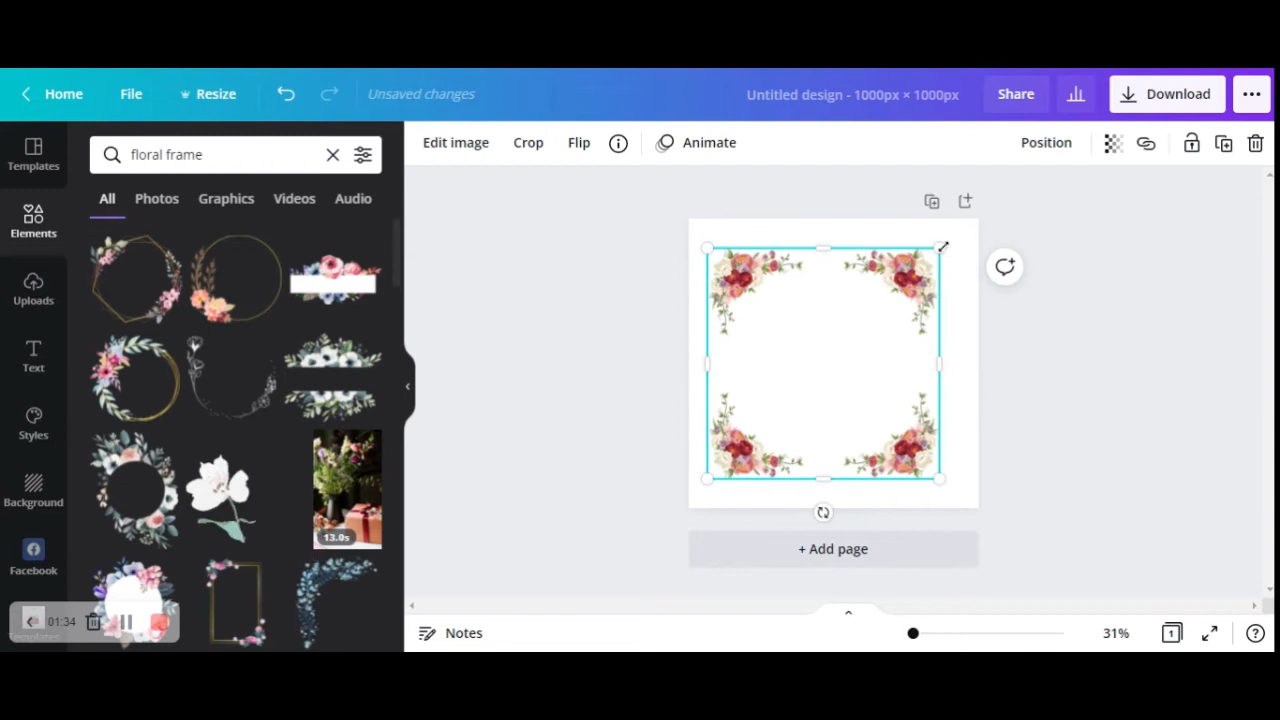 Home File Resize Unsaved changes Untitled design - 1000px × 1000px Share Download
Templates
Elements
Uploads
Text
Styles
Background
Facebook
floral frame
All Photos Graphics Videos Audio
13.0s
01:34
Edit image Crop Flip Animate Position
+ Add page
Notes 31% 1